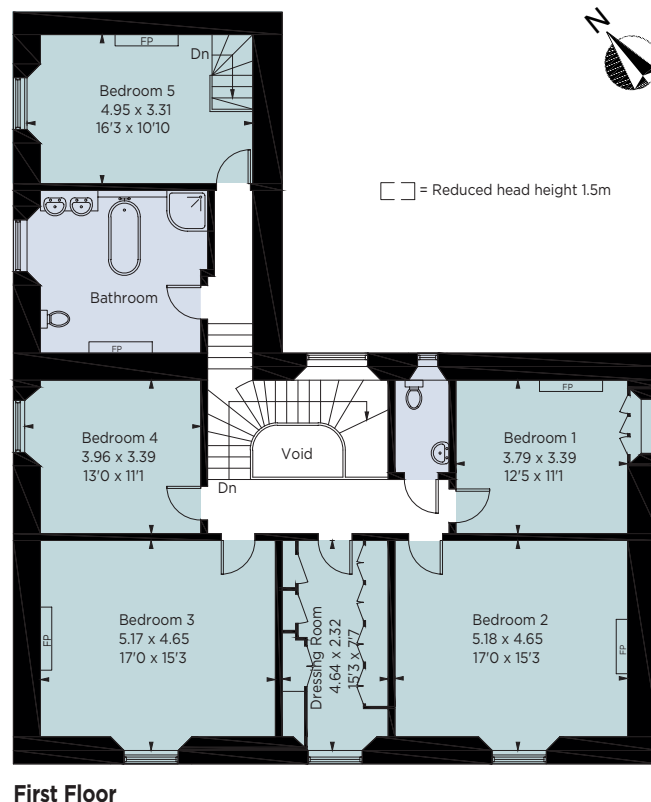 N
FP
Dn
Bedroom 5
4.95 x 3.31
16'3 x 10'10
= Reduced head height 1.5m
Bathroom
FP
FP
Bedroom 4
3.96 x 3.39
13'0 x 11'1
Void
Dn
Bedroom 1
3.79 x 3.39
12'5 x 11'1
Bedroom 3
5.17 x 4.65
17'0 x 15'3
FP
Dressing Room
4.64 x 2.32
15'3 x 7'7
Bedroom 2
5.18 x 4.65
17'0 x 15'3
FP
First Floor